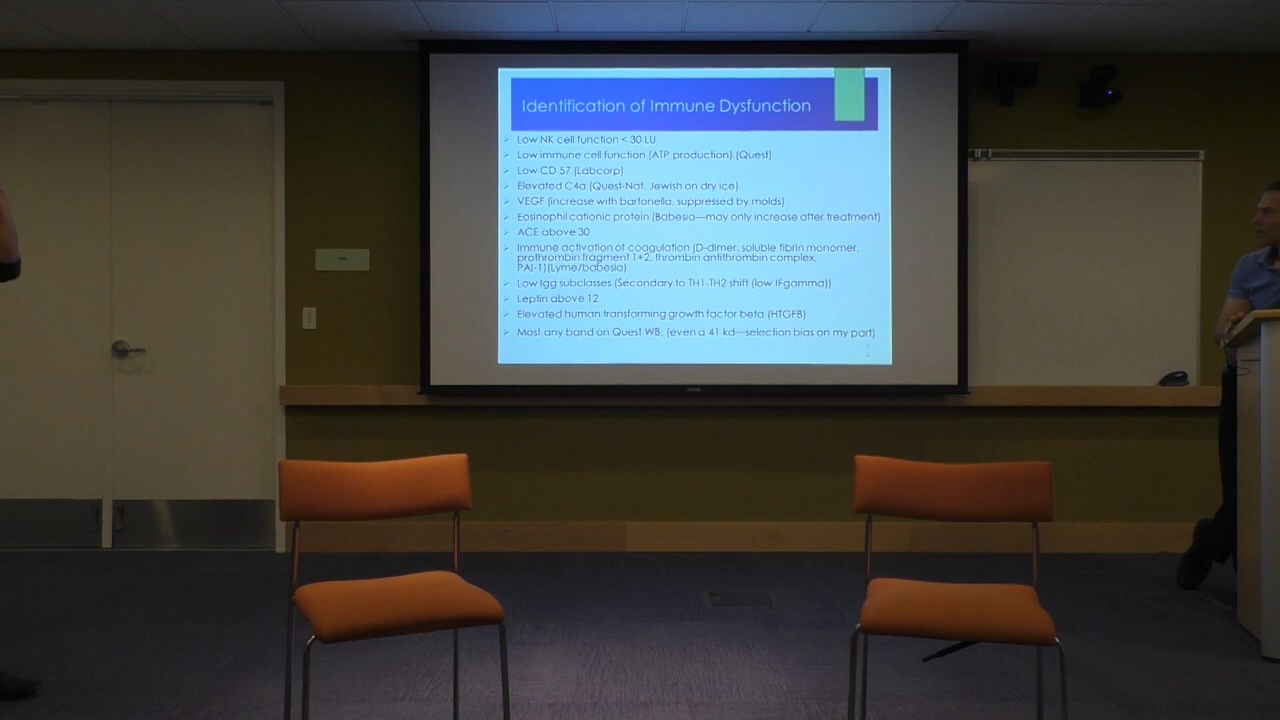 Identification of Immune Dysfunction
Low NK cell function < 30 LU
Low immune cell function (ATP production) (Quest)
Low CD 57 (Labcorp)
Elevated C4a (Quest-Nat. Jewish on dry ice)
VEGF (increase with bartonella, suppressed by molds)
Eosinophil cationic protein (Babesia—may only increase after treatment)
ACE above 30
Immune activation of coagulation (D-dimer, soluble fibrin monomer,
prothrombin fragment 1+2, thrombin antithrombin complex,
PAI-1)(Lyme/babesia)
Low Igg subclasses (Secondary to TH1-TH2 shift (low IFgamma))
Leptin above 12
Elevated human transforming growth factor beta (HTGFB)
Most any band on Quest WB. (even a 41 kd—selection bias on my part)